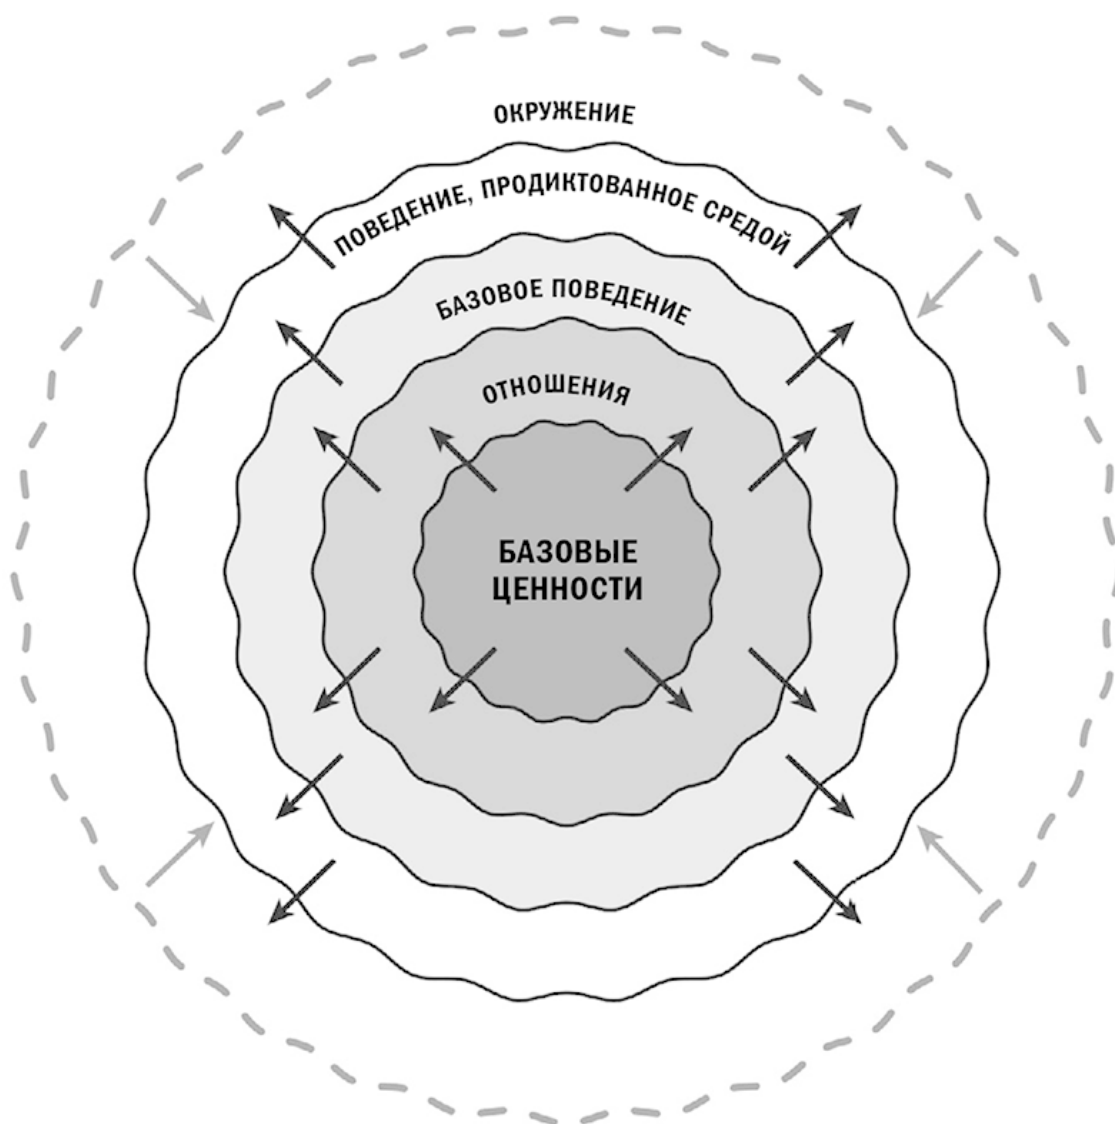 ОКРУЖЕНИЕ
ПОВЕДЕНИЕ, ПРОДИКТОВАННОЕ СРЕДОЙ
БАЗОВОЕ ПОВЕДЕНИЕ
ОТНОШЕНИЯ
БАЗОВЫЕ
ЦЕННОСТИ